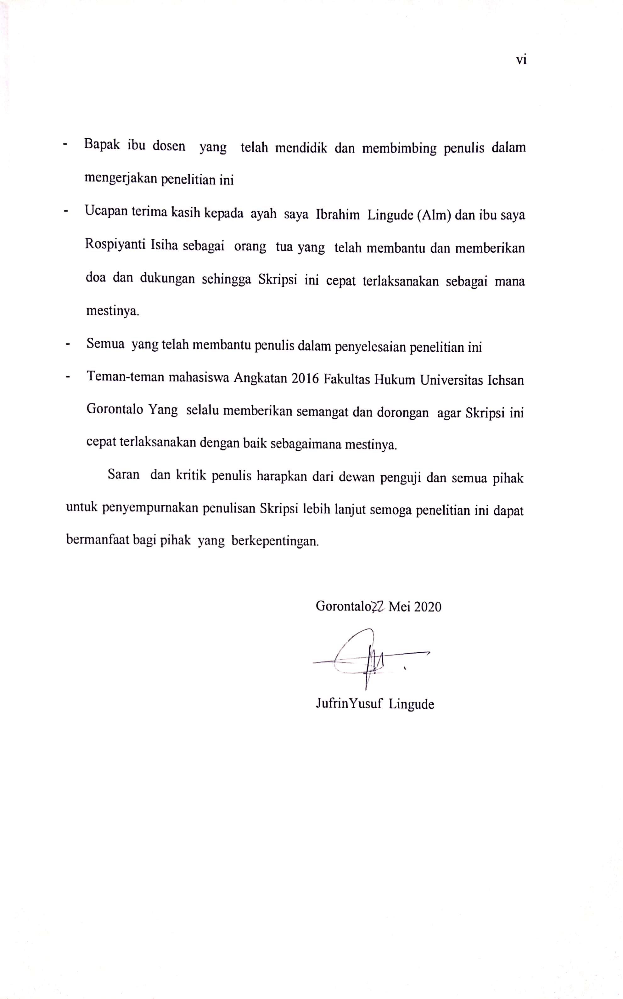 vi
- Bapak ibu dosen yang telah mendidik dan membimbing penulis dalam
mengerjakan penelitian ini
- Ucapan terima kasih kepada ayah saya Ibrahim Lingude (Alm) dan ibu saya
Rospiyanti Isiha sebagai orang tua yang telah membantu dan memberikan
doa dan dukungan sehingga Skripsi ini cepat terlaksanakan sebagai mana
mestinya.
- Semua yang telah membantu penulis dalam penyelesaian penelitian ini
- Teman-teman mahasiswa Angkatan 2016 Fakultas Hukum Universitas Ichsan
Gorontalo Yang selalu memberikan semangat dan dorongan agar Skripsi ini
cepat terlaksanakan dengan baik sebagaimana mestinya.
Saran dan kritik penulis harapkan dari dewan penguji dan semua pihak
untuk penyempurnakan penulisan Skripsi lebih lanjut semoga penelitian ini dapat
bermanfaat bagi pihak yang berkepentingan.
Gorontalo, 22 Mei 2020
JufrinYusuf Lingude